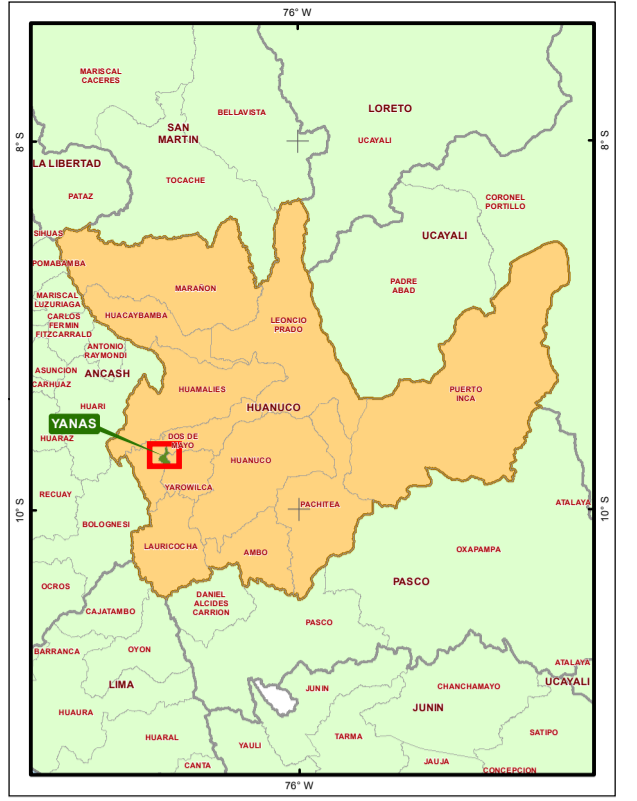 76° W
MARISCAL
CACERES
BELLAVISTA
LORETO
SAN
MARTIN
UCAYALI
8° S
8° S
LA LIBERTAD
TOCACHE
PATAZ
CORONEL
PORTILLO
SIHUAS
UCAYALI
POMABAMBA
PADRE
ABAD
MARAÑON
MARISCAL
LUZURIAGA
HUACAYBAMBA
CARLOS
FERMIN
FITZCARRALD
LEONCIO
PRADO
ANTONIO
RAYMONDI
ASUNCION
ANCASH
CARHUAZ
HUAMALIES
PUERTO
INCA
HUARI
HUANUCO
YANAS
HUARAZ
DOS DE
MAYO
HUANUCO
YAROWILCA
RECUAY
PACHITEA
ATALAYA
10° S
10° S
BOLOGNESI
LAURICOCHA
AMBO
OXAPAMPA
OCROS
PASCO
DANIEL
ALCIDES
CARRION
CAJATAMBO
PASCO
BARRANCA
OYON
ATALAYA
LIMA
UCAYALI
JUNIN
CHANCHAMAYO
HUAURA
JUNIN
SATIPO
HUARAL
YAULI
TARMA
CANTA
JAUJA
CONCEPCION
76° W